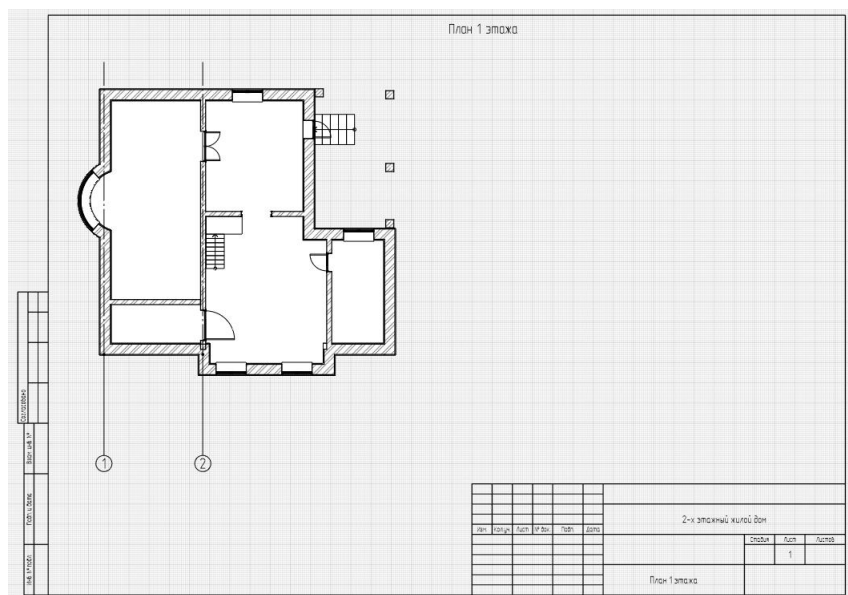 План 1 этажа
1
2
Согласовано
Взам. инв. №
Подп. и дата
Инв. № подл.
Изм.
Кол.уч.
Лист
№ док.
Подп.
Дата
2-х этажный жилой дом
Стадия
Лист
Листов
1
План 1 этажа